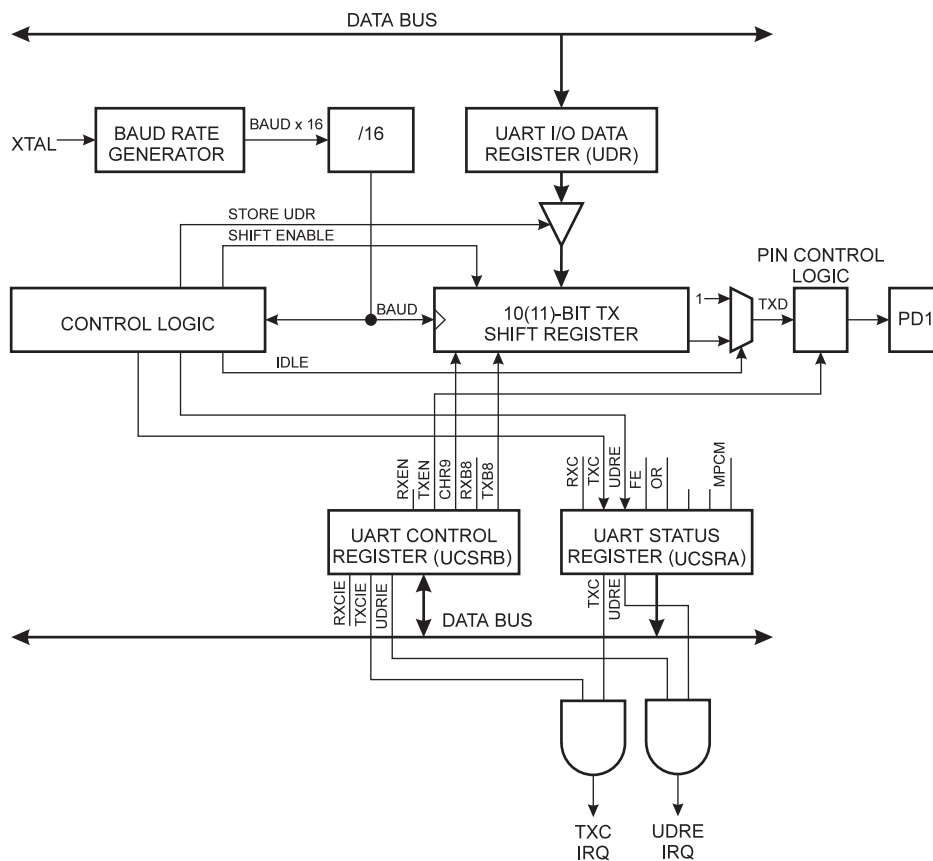 DATA BUS
XTAL
BAUD RATE
GENERATOR
BAUD x 16
/16
UART I/O DATA
REGISTER (UDR)
STORE UDR
SHIFT ENABLE
PIN CONTROL
LOGIC
CONTROL LOGIC
BAUD
10(11)-BIT TX
SHIFT REGISTER
1
TXD
PD1
IDLE
RXEN
TXEN
CHR9
RXB8
TXB8
RXC
TXC
UDRE
FE
OR
MPCM
UART CONTROL
REGISTER (UCSRB)
UART STATUS
REGISTER (UCSRA)
RXCIE
TXCIE
UDRIE
TXC
UDRE
DATA BUS
TXC
IRQ
UDRE
IRQ